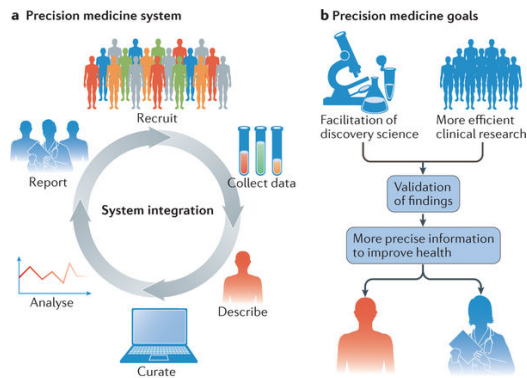 a Precision medicine system
Recruit
Collect data
Describe
Curate
Analyse
Report
System integration
b Precision medicine goals
Facilitation of
discovery science
More efficient
clinical research
Validation
of findings
More precise information
to improve health